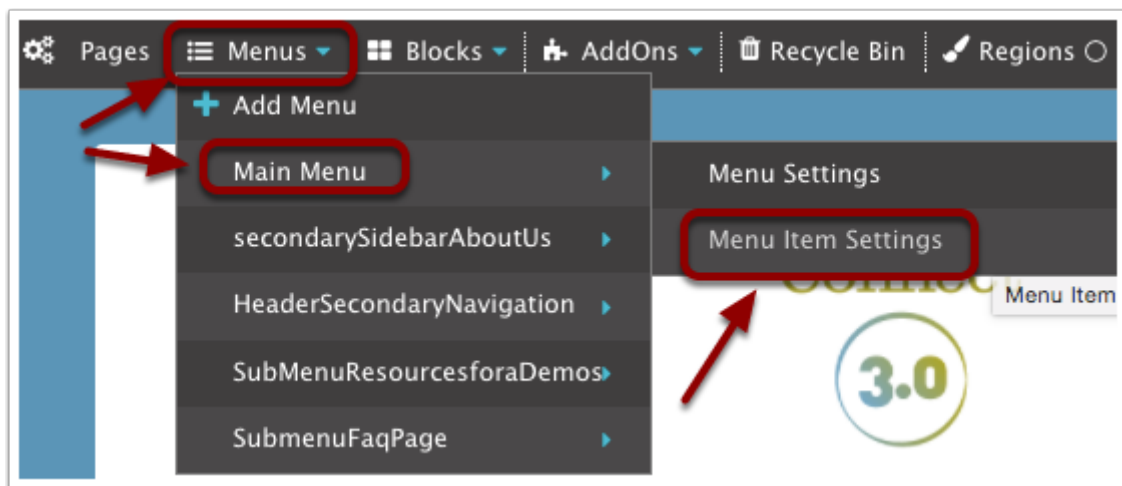 Pages Menus Blocks AddOns Recycle Bin Regions
Add Menu
Main Menu
Menu Settings
secondarySidebarAboutUs
Menu Item Settings
HeaderSecondaryNavigation
Menu Item
SubMenuResourcesforaDemos
3.0
SubmenuFaqPage